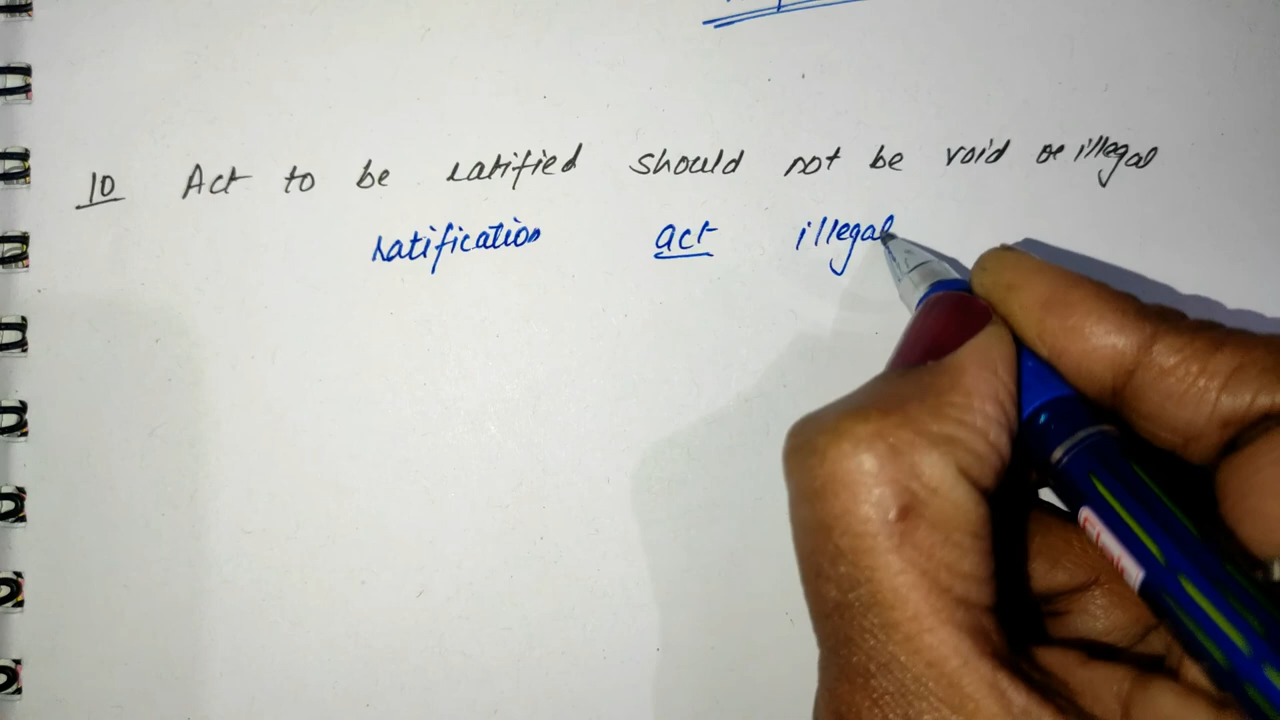 10 Act to be ratified should not be void or illegal
ratification act illegal